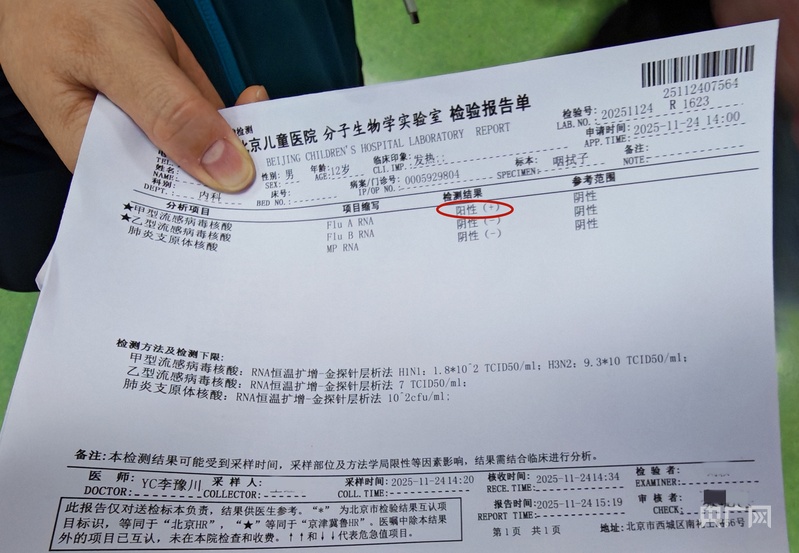 25112407564
北京儿童医院 分子生物学实验室 检验报告单
BEIJING CHILDREN'S HOSPITAL LABORATORY REPORT
检验号: 20251124 R 1623
LAB.NO.
申请时间: 2025-11-24 14:00
APP.TIME:
姓名:
NAME:
性别: 男
SEX:
年龄: 12岁
AGE:
临床印象: 发热;
CLI.IMP.
标本: 咽拭子
SPECIMEN:
备注:
NOTE:
科别: 内科
DEPT.
床号:
BED NO.
病案/门诊号: 0005929804
IP/OP NO.
分析项目 项目缩写 检测结果 参考范围
★甲型流感病毒核酸 Flu A RNA 阳性 (+) 阴性
★乙型流感病毒核酸 Flu B RNA 阴性 (-) 阴性
肺炎支原体核酸 MP RNA 阴性 (-) 阴性
检测方法及检测下限:
甲型流感病毒核酸: RNA恒温扩增-金探针层析法 H1N1: 1.8*10^2 TCID50/ml; H3N2: 9.3*10 TCID50/ml;
乙型流感病毒核酸: RNA恒温扩增-金探针层析法 7 TCID50/ml;
肺炎支原体核酸: RNA恒温扩增-金探针层析法 10^2cfu/ml;
备注:本检测结果可能受到采样时间, 采样部位及方法学局限性等因素影响, 结果需结合临床进行分析。
医 师: YC李豫川
DOCTOR:
采 样 人:
COLLECTOR:
采样时间: 2025-11-24 14:20
COLL.TIME:
核收时间: 2025-11-24 14:34
RECE.TIME:
检 验 者:
EXAMINER:
报告时间: 2025-11-24 15:19
REPORT TIME:
审 核 者:
CHECK:
此报告仅对送检标本负责, 结果供医生参考。"*" 为北京市检验结果互认项
目标识, 等同于"北京HR", "★"等同于"京津冀鲁HR"、医嘱中除本结果
外的项目已互认, 未在本院检查和收费。↑↑和↓↓代表危急值项目。
第1页 共1页
地址: 北京市西城区南礼士路56号
央广网